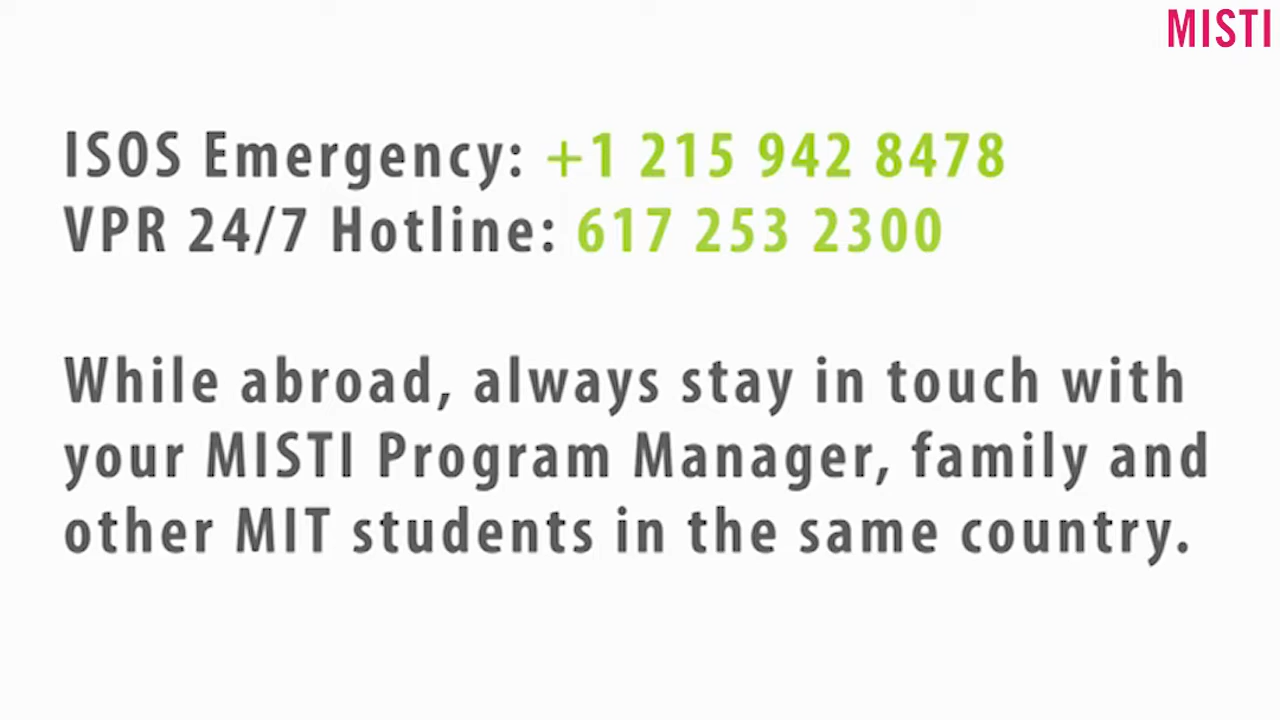 MISTI
ISOS Emergency: +1 215 942 8478
VPR 24/7 Hotline: 617 253 2300
While abroad, always stay in touch with
your MISTI Program Manager, family and
other MIT students in the same country.